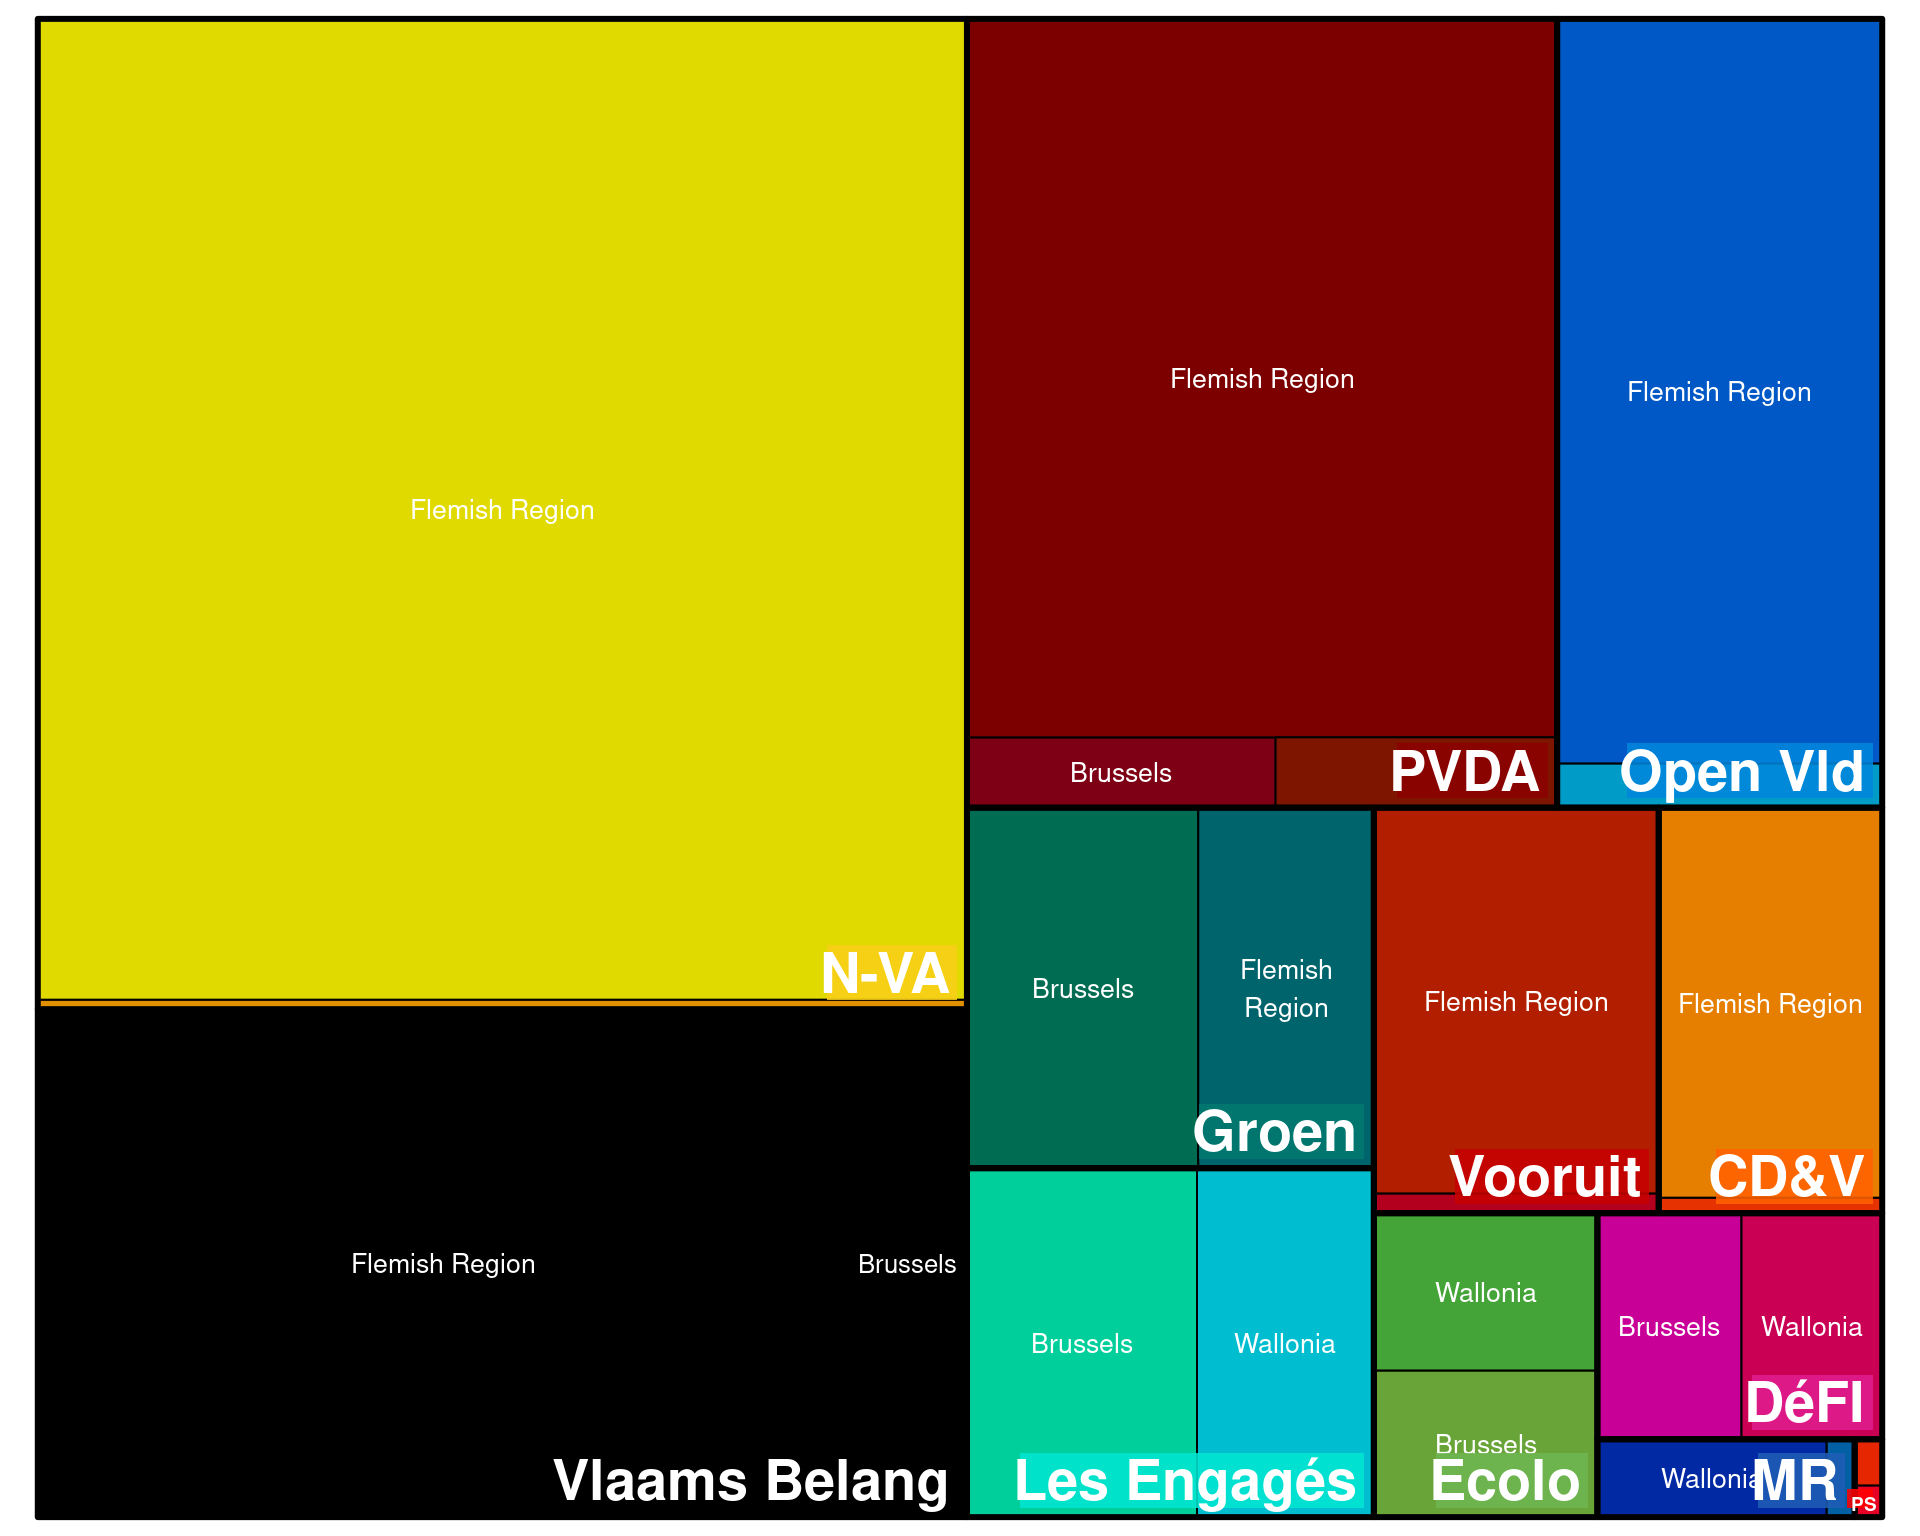 Flemish Region
N-VA
Flemish Region
Brussels
Vlaams Belang
Flemish Region
Brussels
PVDA
Flemish Region
Open Vld
Brussels
Flemish
Region
Groen
Flemish Region
Vooruit
Flemish Region
CD&V
Brussels
Wallonia
Les Engagés
Wallonia
Brussels
Ecolo
Brussels
Wallonia
DéFI
Wallonia
MR
PS